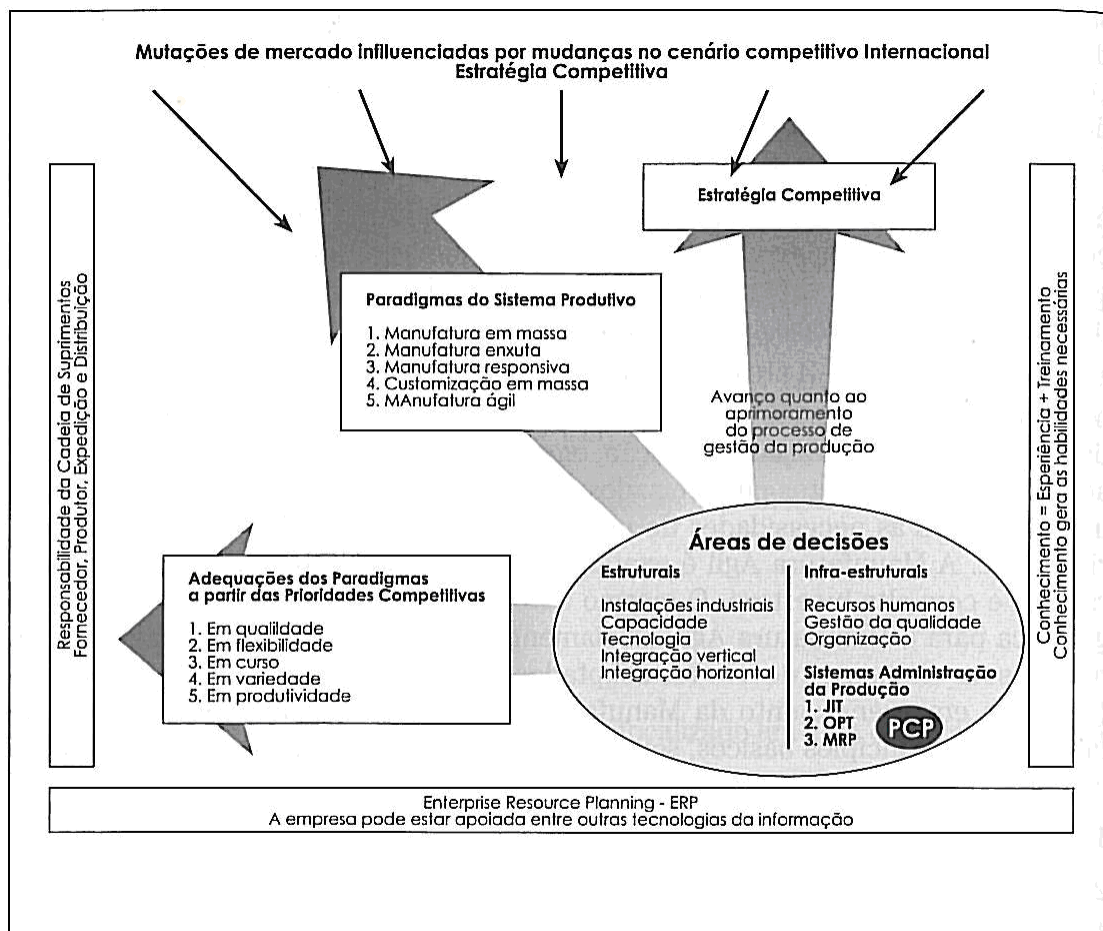 Mutações de mercado infiluenciadas por mudanças no cenário competitivo Internacional
Estratégia Competitiva
Estratégia Competitiva
Responsabilidade da Cadeia de Suprimentos
Fornecedor, Produtor, Expedição e Distribuição
Paradigmas do Sistema Produtivo
1. Manufatura em massa
2. Manufatura enxuta
3. Manufatura responsiva
4. Customização em massa
5. MAnufatura ágil
Avanço quanto ao
aprimoramento
do processo de
gestão da produção
Conhecimento = Esperiência + Treinamento
Conhecimento gera as habilidades necessárias
Adequações dos Paradigmas
a partir das Prioridades Competitivas
1. Em qualildade
2. Em flexibilidade
3. Em curso
4. Em variedade
5. Em produtividade
Áreas de decisões
Estruturais
Instalações industriais
Capacidade
Tecnologia
Integração vertical
Integração horizontal
Infra-estruturais
Recursos humanos
Gestão da qualidade
Organização
Sistemas Administração
da Produção
1. JIT
2. OPT
3. MRP
PCP
Enterprise Resource Planning - ERP
A empresa pode estar apoiada entre outras tecnologias da informação